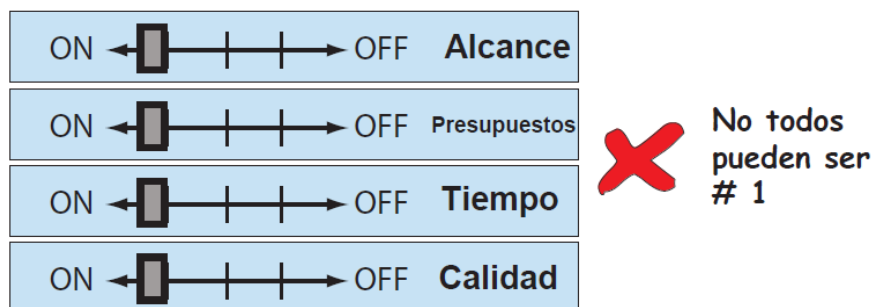 ON OFF Alcance
ON OFF Presupuestos
ON OFF Tiempo
ON OFF Calidad
No todos
pueden ser
# 1